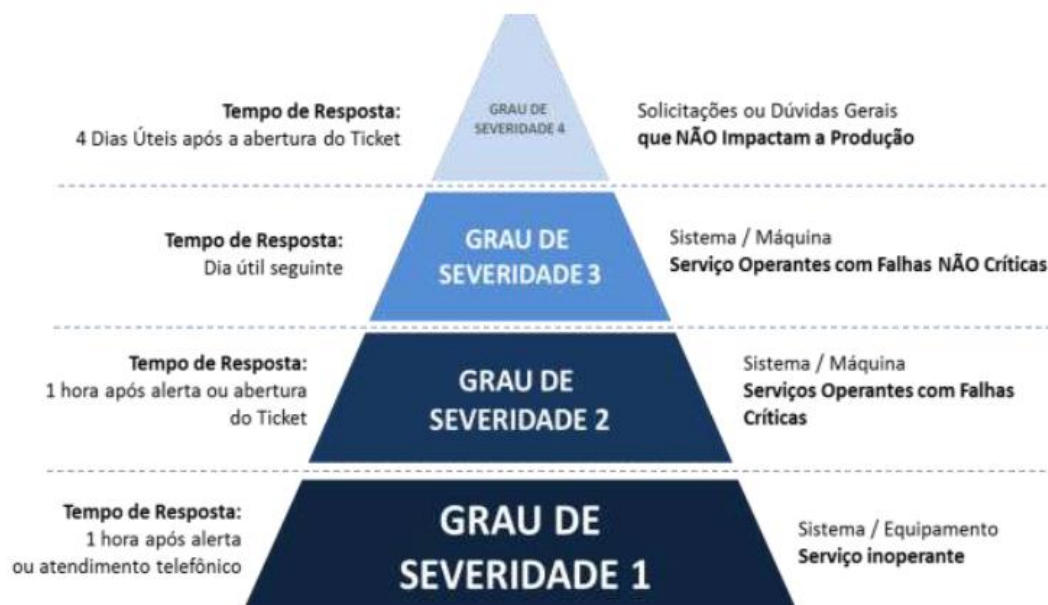 Tempo de Resposta:
4 Dias Úteis após a abertura do Ticket
GRAU DE
SEVERIDADE 4
Solicitações ou Dúvidas Gerais
que NÃO Impactam a Produção
Tempo de Resposta:
Dia útil seguinte
GRAU DE
SEVERIDADE 3
Sistema / Máquina
Serviço Operantes com Falhas NÃO Críticas
Tempo de Resposta:
1 hora após alerta ou abertura
do Ticket
GRAU DE
SEVERIDADE 2
Sistema / Máquina
Serviços Operantes com Falhas
Críticas
Tempo de Resposta:
1 hora após alerta
ou atendimento telefônico
GRAU DE
SEVERIDADE 1
Sistema / Equipamento
Serviço inoperante